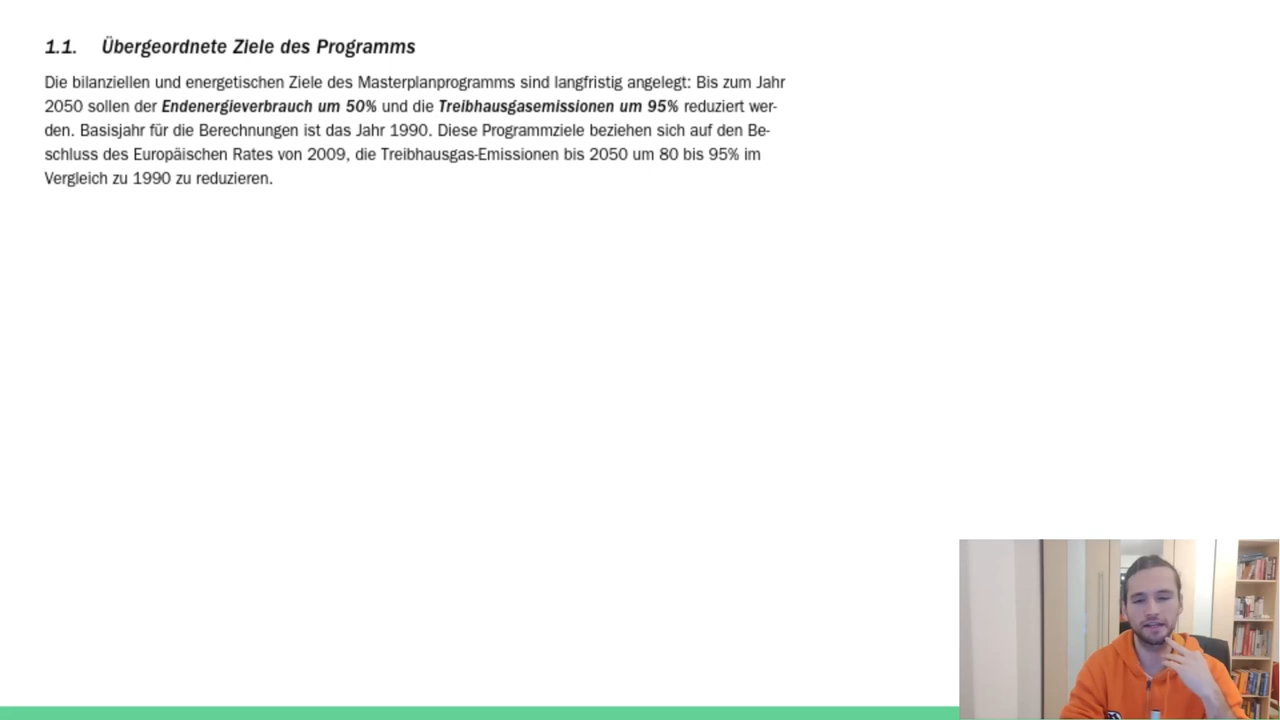 1.1. Übergeordnete Ziele des Programms
Die bilanziellen und energetischen Ziele des Masterplanprogramms sind langfristig angelegt: Bis zum Jahr
2050 sollen der Endenergieverbrauch um 50% und die Treibhausgasemissionen um 95% reduziert wer-
den. Basisjahr für die Berechnungen ist das Jahr 1990. Diese Programmziele beziehen sich auf den Be-
schluss des Europäischen Rates von 2009, die Treibhausgas-Emissionen bis 2050 um 80 bis 95% im
Vergleich zu 1990 zu reduzieren.